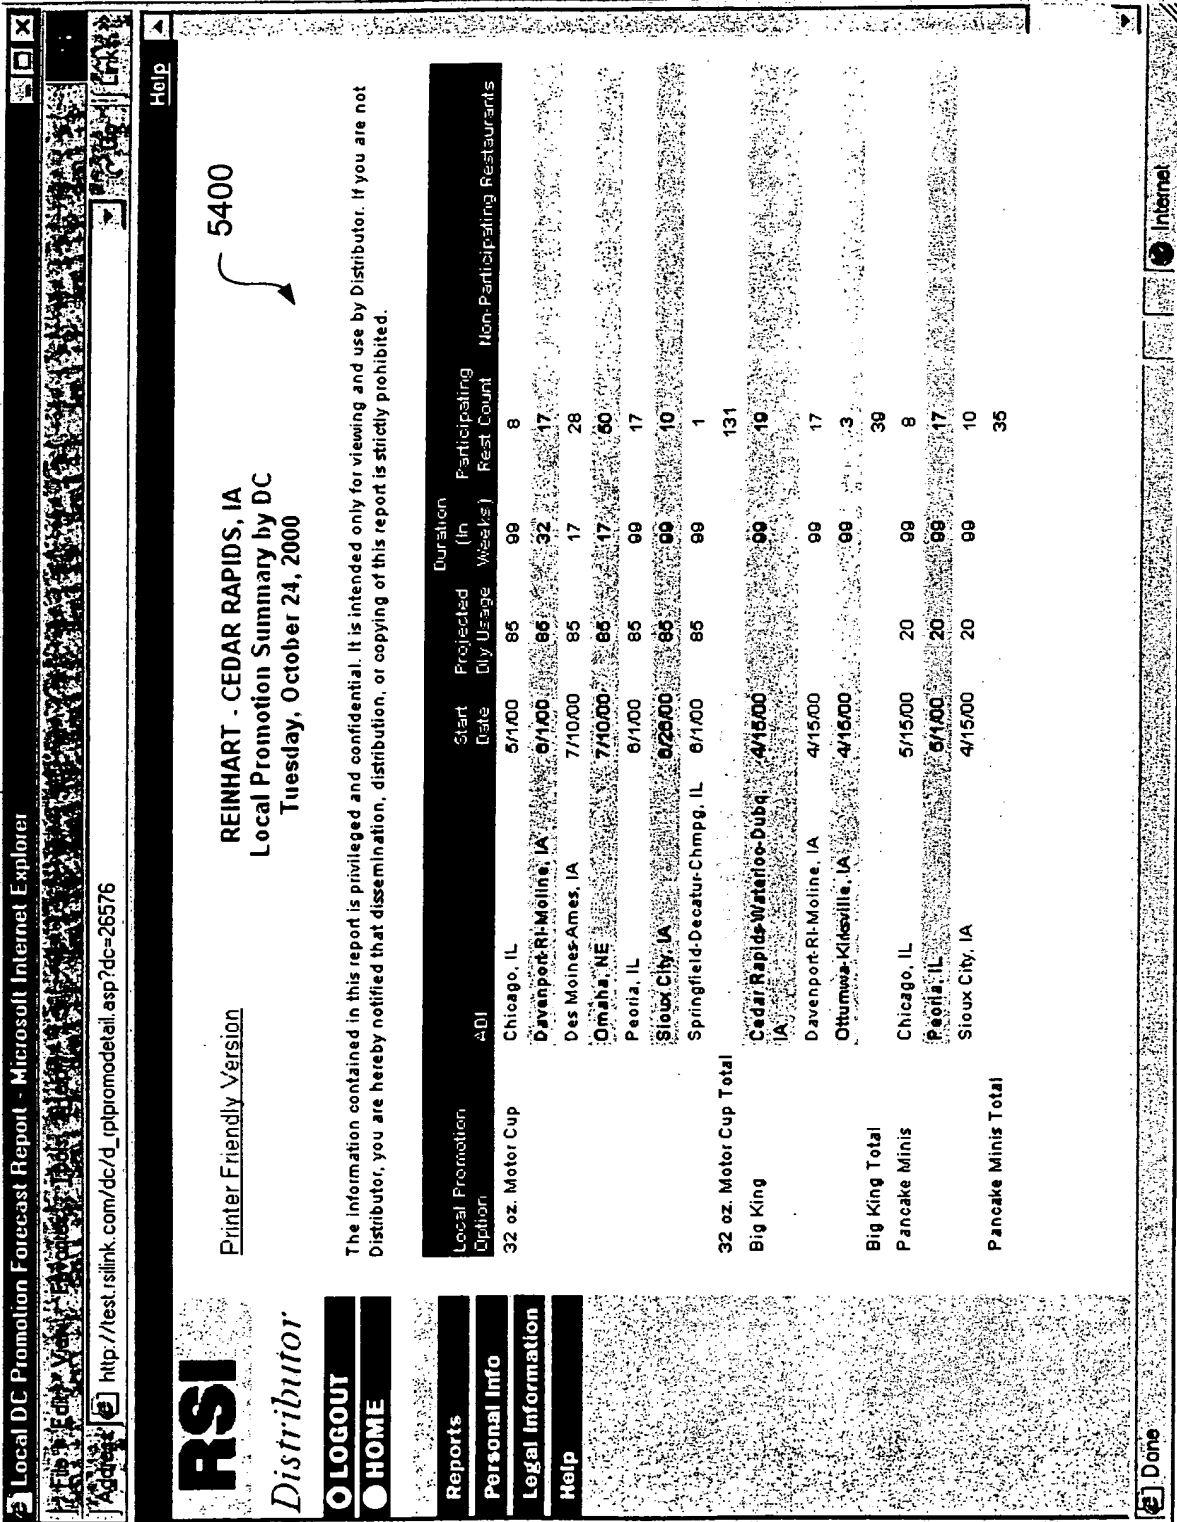 Local DC Promotion Forecast Report - Microsoft Internet Explorer
File Edit View Favorites Tools Help
Address http://test.rsilink.com/dc/d_rptpromodetail.asp?dc=26576 Go Links
Help
RSI
Distributor
LOGOUT
HOME
Reports
Personal Info
Legal Information
Help
Printer Friendly Version
REINHART - CEDAR RAPIDS, IA
Local Promotion Summary by DC
Tuesday, October 24, 2000
5400
The information contained in this report is privileged and confidential. It is intended only for viewing and use by Distributor. If you are not
Distributor, you are hereby notified that dissemination, distribution, or copying of this report is strictly prohibited.
Local Promotion Option ADI Start Date Projected Dly Usage Duration (In Weeks) Participating Rest Count Non-Participating Restaurants
32 oz. Motor Cup Chicago, IL 5/1/00 85 99 8
Davenport-RI-Moline, IA 6/1/00 85 32 17
Des Moines-Ames, IA 7/10/00 85 17 28
Omaha, NE 7/10/00 85 17 50
Peoria, IL 6/1/00 85 99 17
Sioux City, IA 6/26/00 85 99 10
Springfield-Decatur-Chmpg, IL 6/1/00 85 99 1
32 oz. Motor Cup Total 131
Big King Cedar Rapids-Waterloo-Dubq, 4/15/00 99 19
IA
Davenport-RI-Moline, IA 4/15/00 99 17
Ottumwa-Kirksville, IA 4/15/00 99 3
Big King Total 39
Pancake Minis Chicago, IL 5/15/00 20 99 8
Peoria, IL 5/1/00 20 99 17
Sioux City, IA 4/15/00 20 99 10
Pancake Minis Total 35
Done Internet